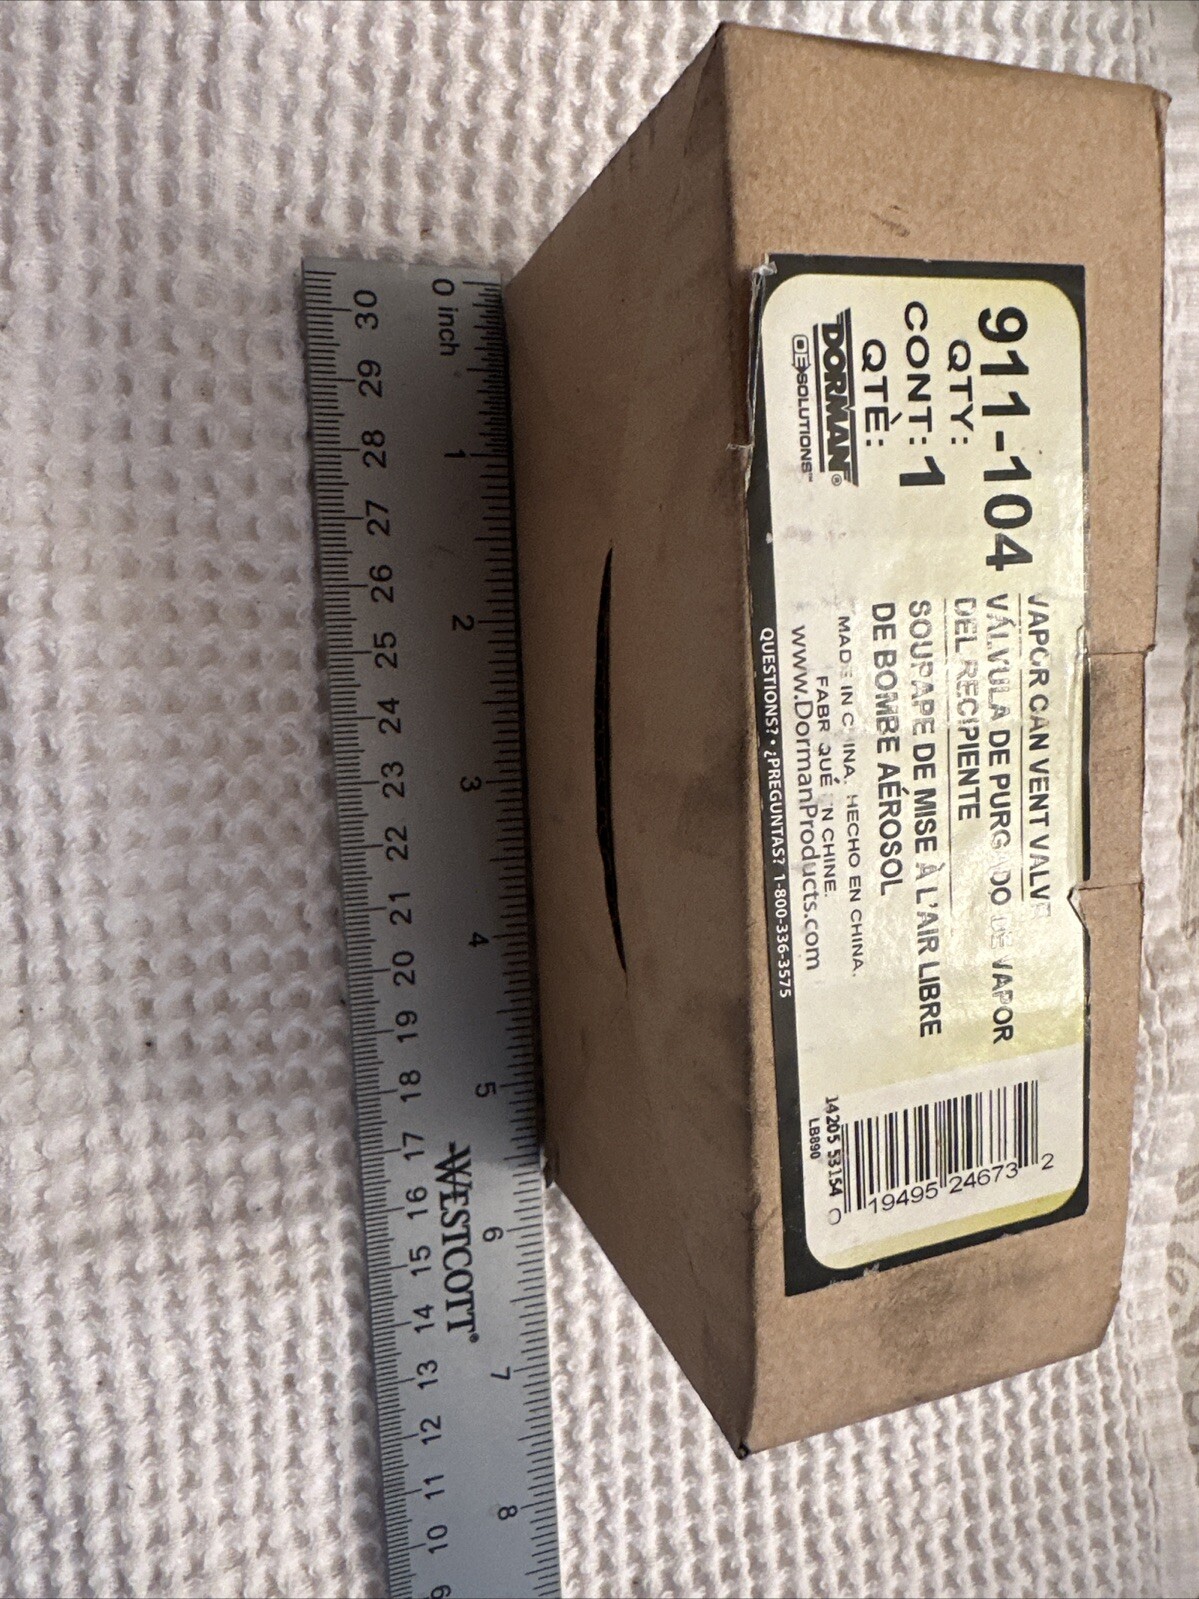 911-104
QTY:
CONT: 1
QTÈ:
DORMAN®
OE SOLUTIONS™
VAPOR CAN VENT VALVE
VÁLVULA DE PURGADO DE VAPOR
DEL RECIPIENTE
SOUPAPE DE MISE À L'AIR LIBRE
DE BOMBE AÉROSOL
MADE IN CHINA. HECHO EN CHINA.
FABRIQUÉ EN CHINE.
www.DormanProducts.com
QUESTIONS? • ¿PREGUNTAS? 1-800-336-3575
0 19495 24673 2
14205 53154
LB890
0 inch 1 2 3 4 5 6 7 8
30 29 28 27 26 25 24 23 22 21 20 19 18 17 16 15 14 13 12 11 10 9
WESTCOTT®